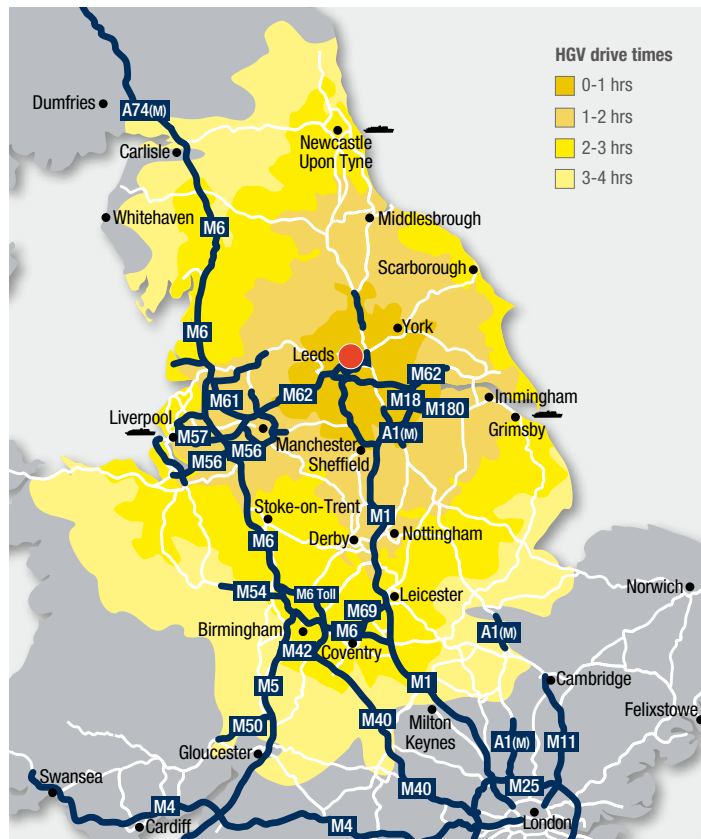 HGV drive times
0-1 hrs
1-2 hrs
2-3 hrs
3-4 hrs
Dumfries
A74(M)
Newcastle
Upon Tyne
Carlisle
Whitehaven
M6
Middlesbrough
Scarborough
M6
York
Leeds
M62
M61
M62
M18
M180
Immingham
Liverpool
M57
M56
A1(M)
Grimsby
Manchester
M56
Sheffield
Stoke-on-Trent
M1
M6
Derby
Nottingham
M54
M6 Toll
Leicester
Norwich
M69
Birmingham
M6
A1(M)
M42
Coventry
M5
M1
Cambridge
M50
M40
Milton
Keynes
Felixstowe
A1(M)
M11
Gloucester
Swansea
M40
M25
M4
Cardiff
M4
London